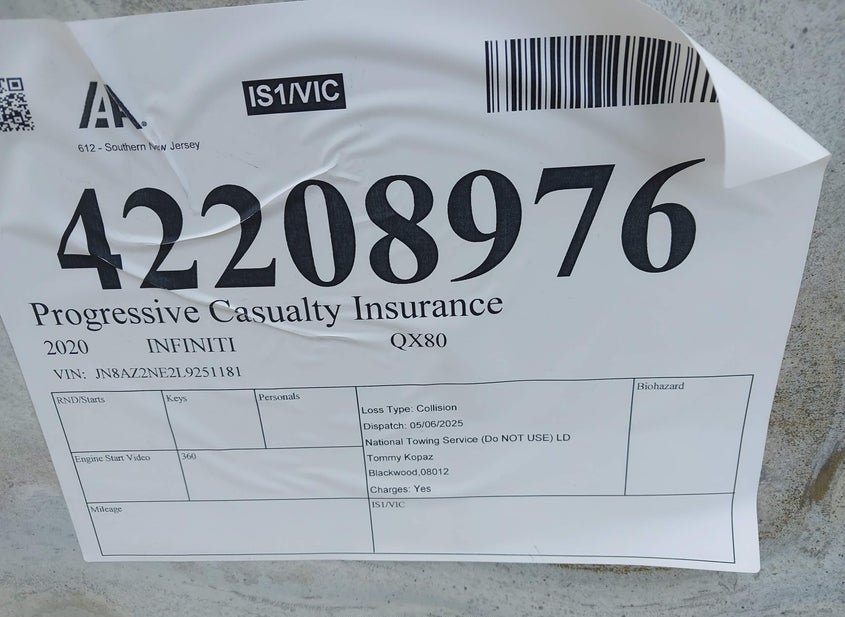 IAA.
IS1/VIC
612 - Southern New Jersey
42208976
Progressive Casualty Insurance
2020 INFINITI QX80
VIN: JN8AZ2NE2L9251181
RND/Starts
Keys
Personals
Loss Type: Collision
Dispatch: 05/06/2025
National Towing Service (Do NOT USE) LD
Tommy Kopaz
Blackwood,08012
Charges: Yes
Biohazard
Engine Start Video
360
Mileage
IS1/VIC